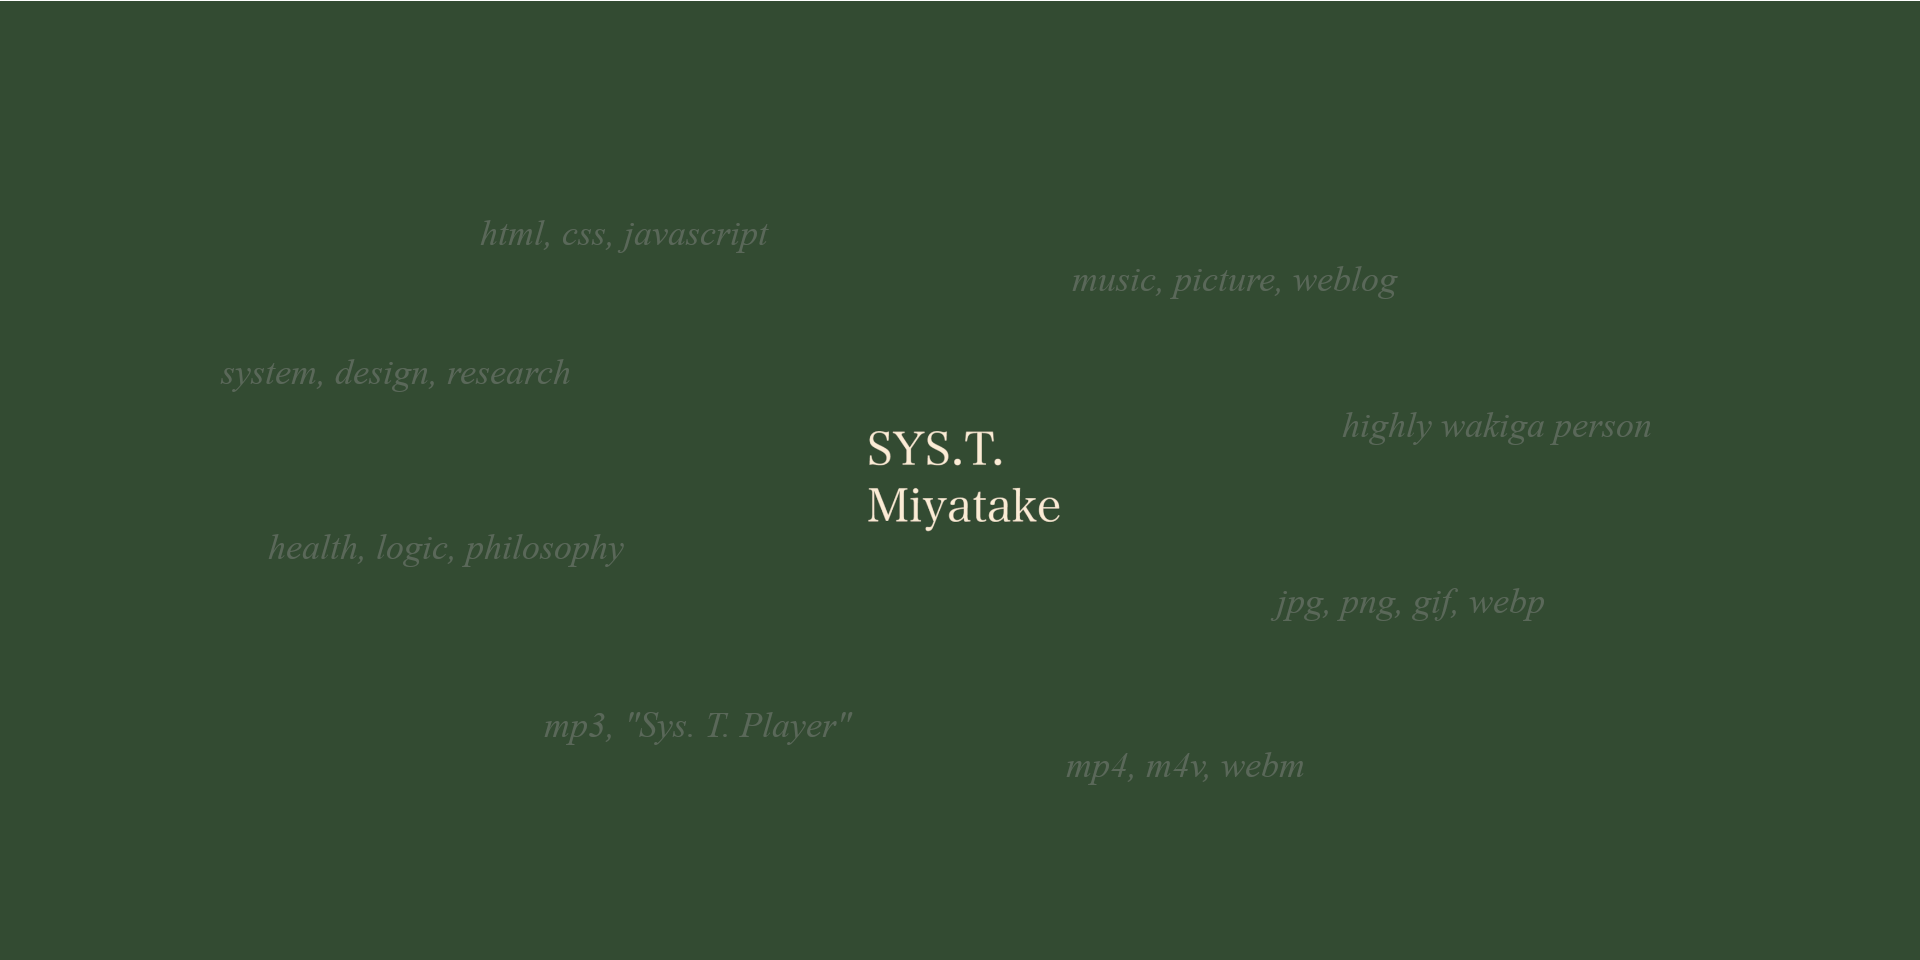 html, css, javascript
music, picture, weblog
system, design, research
highly wakiga person
SYS.T.
Miyatake
health, logic, philosophy
jpg, png, gif, webp
mp3, "Sys. T. Player"
mp4, m4v, webm